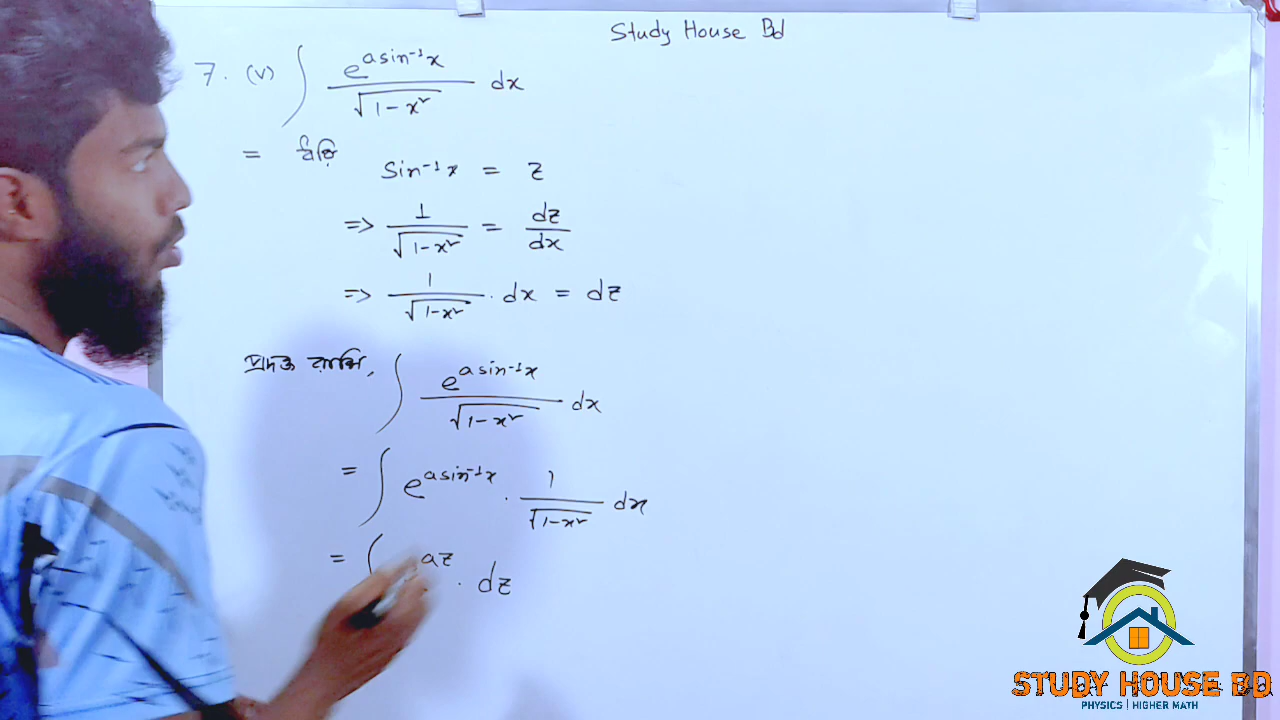 Study House Bd
7. (v) ∫ e^(a sin⁻¹x) / √(1-x²) dx
= ধরি
sin⁻¹x = z
=> 1/√(1-x²) = dz/dx
=> 1/√(1-x²) . dx = dz
প্রদত্ত রাশি, ∫ e^(a sin⁻¹x) / √(1-x²) dx
= ∫ e^(a sin⁻¹x) . 1/√(1-x²) dx
= ∫ az . dz
STUDY HOUSE BD
PHYSICS | HIGHER MATH